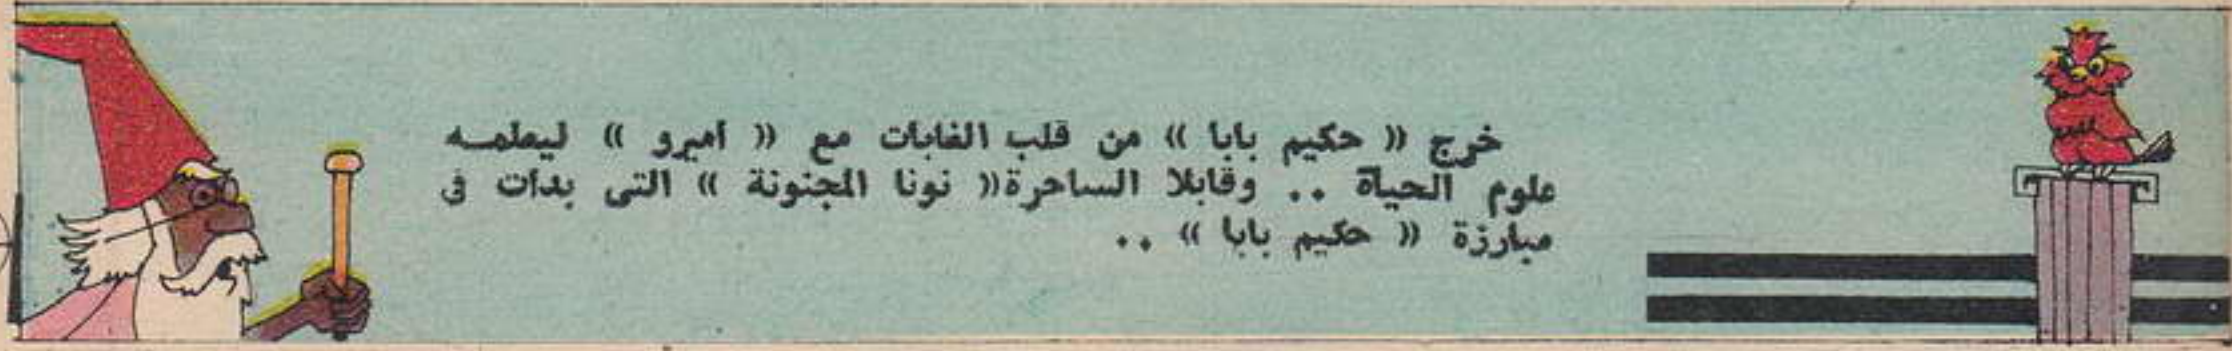 خرج « حكيم بابا » من قلب الغابات مع « أميرو » ليعلمـــه
علوم الحياة .. وقابلا الساحرة« نونا المجنونة » التى بدأت فى
مبارزة « حكيم بابا » ..